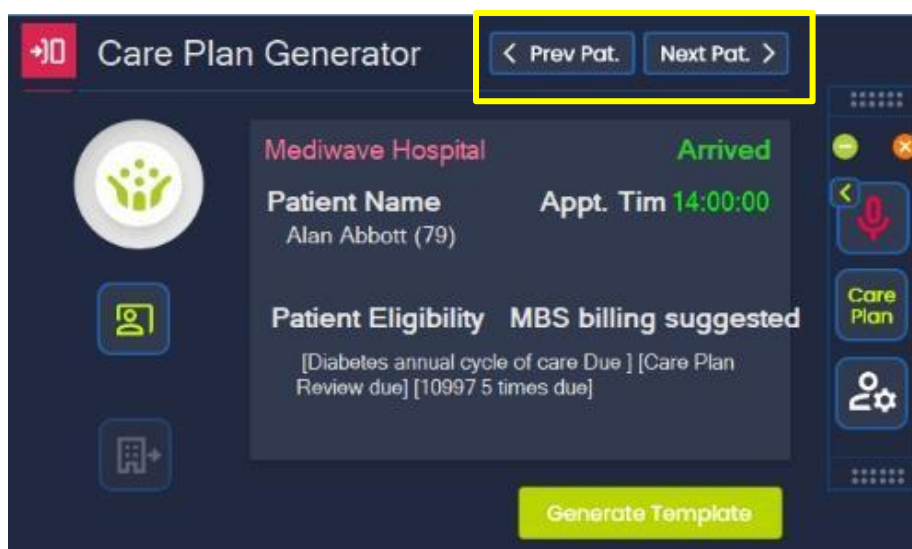 Care Plan Generator
Prev Pat.
Next Pat.
Mediwave Hospital
Arrived
Patient Name
Appt. Tim 14:00:00
Alan Abbott (79)
Patient Eligibility
MBS billing suggested
[Diabetes annual cycle of care Due ] [Care Plan
Review due] [10997 5 times due]
Generate Template
Care
Plan